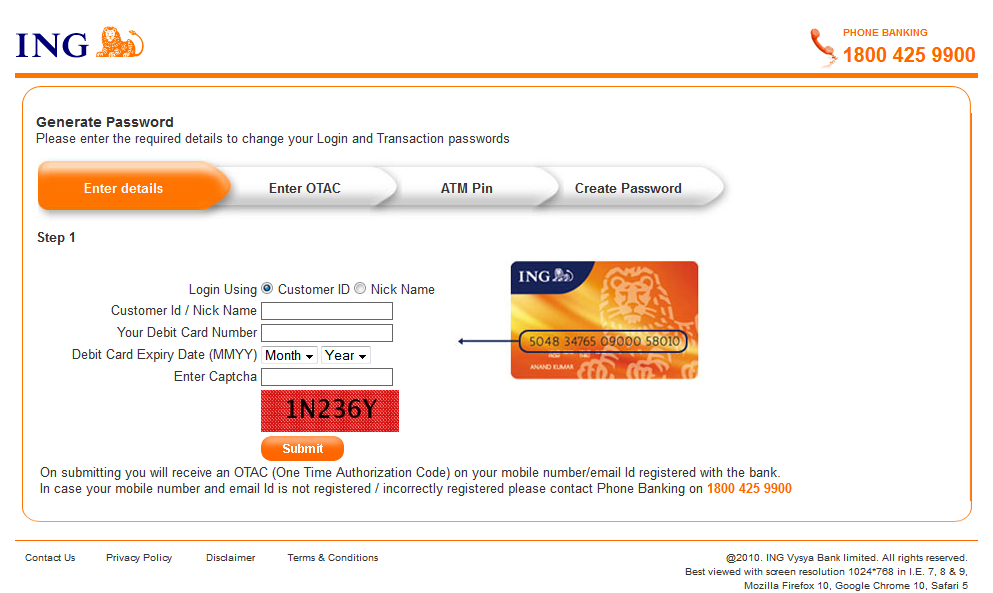 ING
PHONE BANKING
1800 425 9900
Generate Password
Please enter the required details to change your Login and Transaction passwords
Enter details
Enter OTAC
ATM Pin
Create Password
Step 1
Login Using Customer ID Nick Name
Customer Id / Nick Name
Your Debit Card Number
Debit Card Expiry Date (MMYY) Month Year
Enter Captcha
1N236Y
Submit
ING
5048 34765 09000 58010
ANAND KUMAR
On submitting you will receive an OTAC (One Time Authorization Code) on your mobile number/email Id registered with the bank.
In case your mobile number and email Id is not registered / incorrectly registered please contact Phone Banking on 1800 425 9900
Contact Us Privacy Policy Disclaimer Terms & Conditions
@2010. ING Vysya Bank limited. All rights reserved.
Best viewed with screen resolution 1024*768 in I.E. 7, 8 & 9,
Mozilla Firefox 10, Google Chrome 10, Safari 5